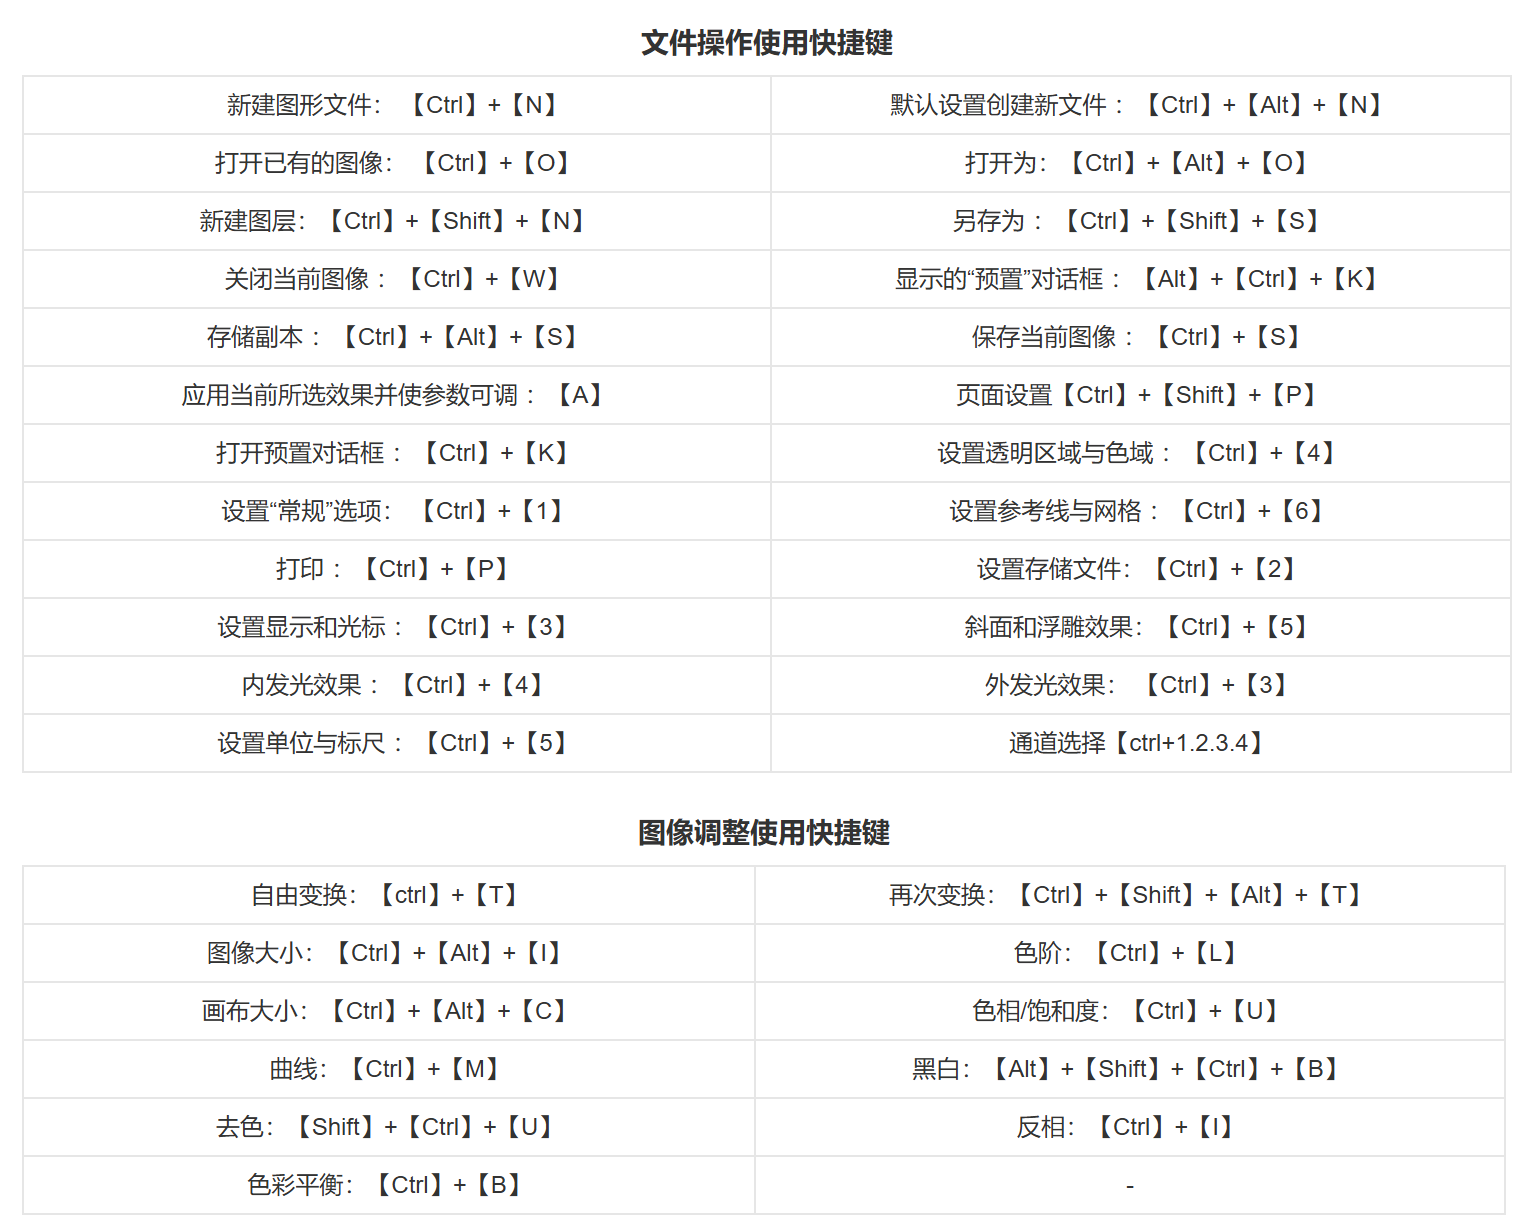 文件操作使用快捷键
新建图形文件： 【Ctrl】+【N】
默认设置创建新文件 ：【Ctrl】+【Alt】+【N】
打开已有的图像： 【Ctrl】+【O】
打开为：【Ctrl】+【Alt】+【O】
新建图层：【Ctrl】+【Shift】+【N】
另存为 ：【Ctrl】+【Shift】+【S】
关闭当前图像 ：【Ctrl】+【W】
显示的“预置”对话框 ：【Alt】+【Ctrl】+【K】
存储副本 ：【Ctrl】+【Alt】+【S】
保存当前图像 ：【Ctrl】+【S】
应用当前所选效果并使参数可调 ：【A】
页面设置【Ctrl】+【Shift】+【P】
打开预置对话框 ：【Ctrl】+【K】
设置透明区域与色域 ：【Ctrl】+【4】
设置“常规”选项： 【Ctrl】+【1】
设置参考线与网格 ：【Ctrl】+【6】
打印 ：【Ctrl】+【P】
设置存储文件：【Ctrl】+【2】
设置显示和光标 ：【Ctrl】+【3】
斜面和浮雕效果：【Ctrl】+【5】
内发光效果 ：【Ctrl】+【4】
外发光效果： 【Ctrl】+【3】
设置单位与标尺 ：【Ctrl】+【5】
通道选择【ctrl+1.2.3.4】
图像调整使用快捷键
自由变换：【ctrl】+【T】
再次变换：【Ctrl】+【Shift】+【Alt】+【T】
图像大小：【Ctrl】+【Alt】+【I】
色阶：【Ctrl】+【L】
画布大小：【Ctrl】+【Alt】+【C】
色相/饱和度：【Ctrl】+【U】
曲线：【Ctrl】+【M】
黑白：【Alt】+【Shift】+【Ctrl】+【B】
去色：【Shift】+【Ctrl】+【U】
反相：【Ctrl】+【I】
色彩平衡：【Ctrl】+【B】
-